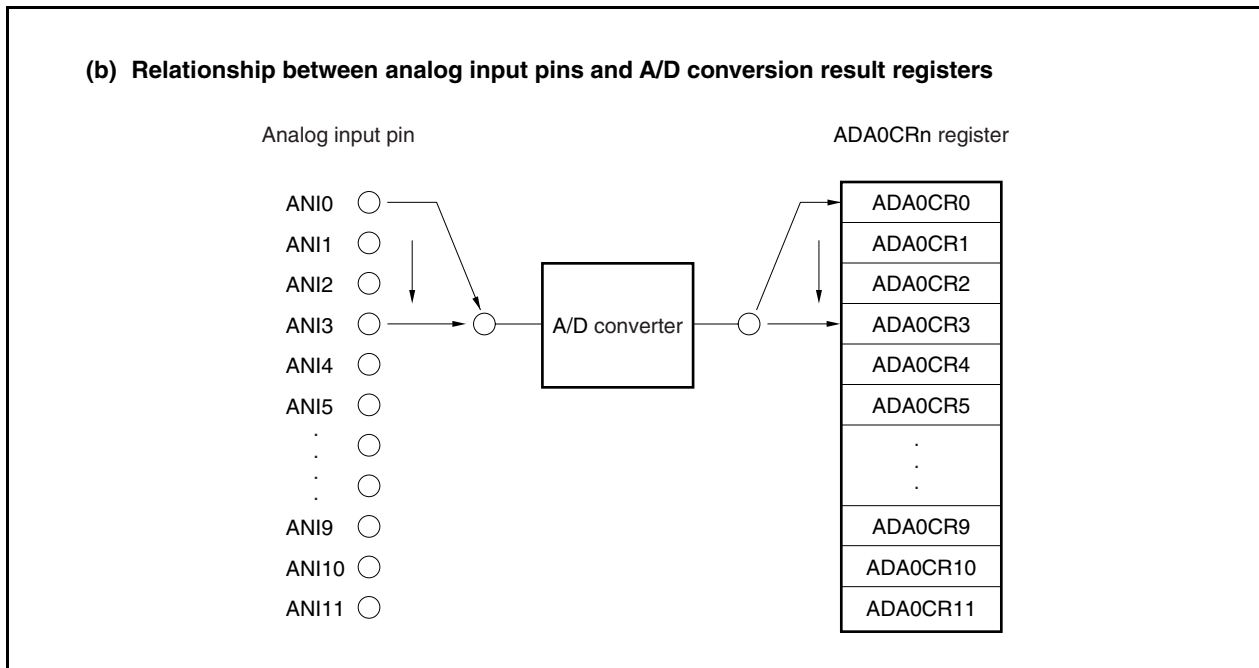 (b) Relationship between analog input pins and A/D conversion result registers
Analog input pin
ADA0CRn register
ANI0
ANI1
ANI2
ANI3
ANI4
ANI5
.
.
.
.
ANI9
ANI10
ANI11
A/D converter
ADA0CR0
ADA0CR1
ADA0CR2
ADA0CR3
ADA0CR4
ADA0CR5
.
.
.
ADA0CR9
ADA0CR10
ADA0CR11